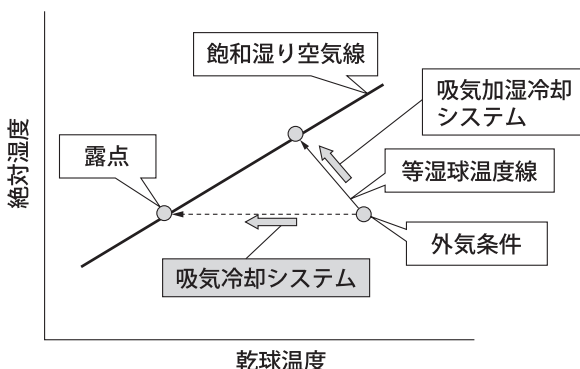 飽和湿り空気線
吸気加湿冷却
システム
露点
等湿球温度線
外気条件
吸気冷却システム
絶対湿度
乾球温度